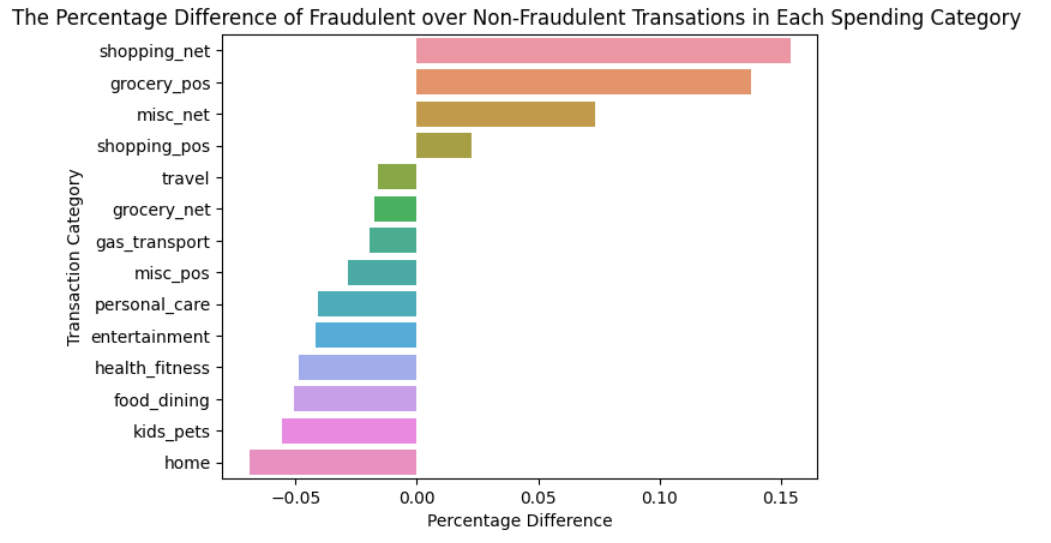 The Percentage Difference of Fraudulent over Non-Fraudulent Transations in Each Spending Category
shopping_net
grocery_pos
misc_net
shopping_pos
travel
grocery_net
gas_transport
misc_pos
personal_care
entertainment
health_fitness
food_dining
kids_pets
home
Transaction Category
−0.05 0.00 0.05 0.10 0.15
Percentage Difference